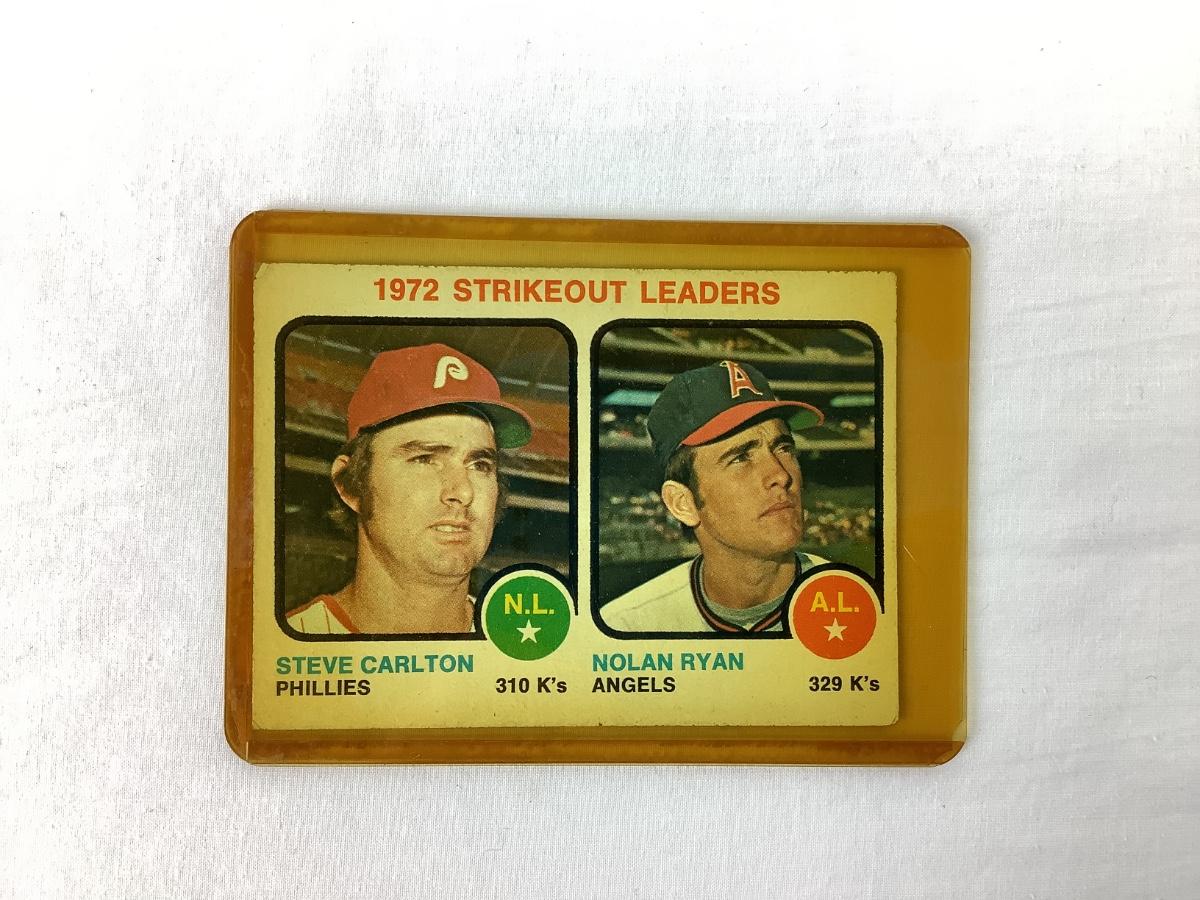 1972 STRIKEOUT LEADERS
P
A
N.L.
A.L.
STEVE CARLTON
PHILLIES
310 K's
NOLAN RYAN
ANGELS
329 K's